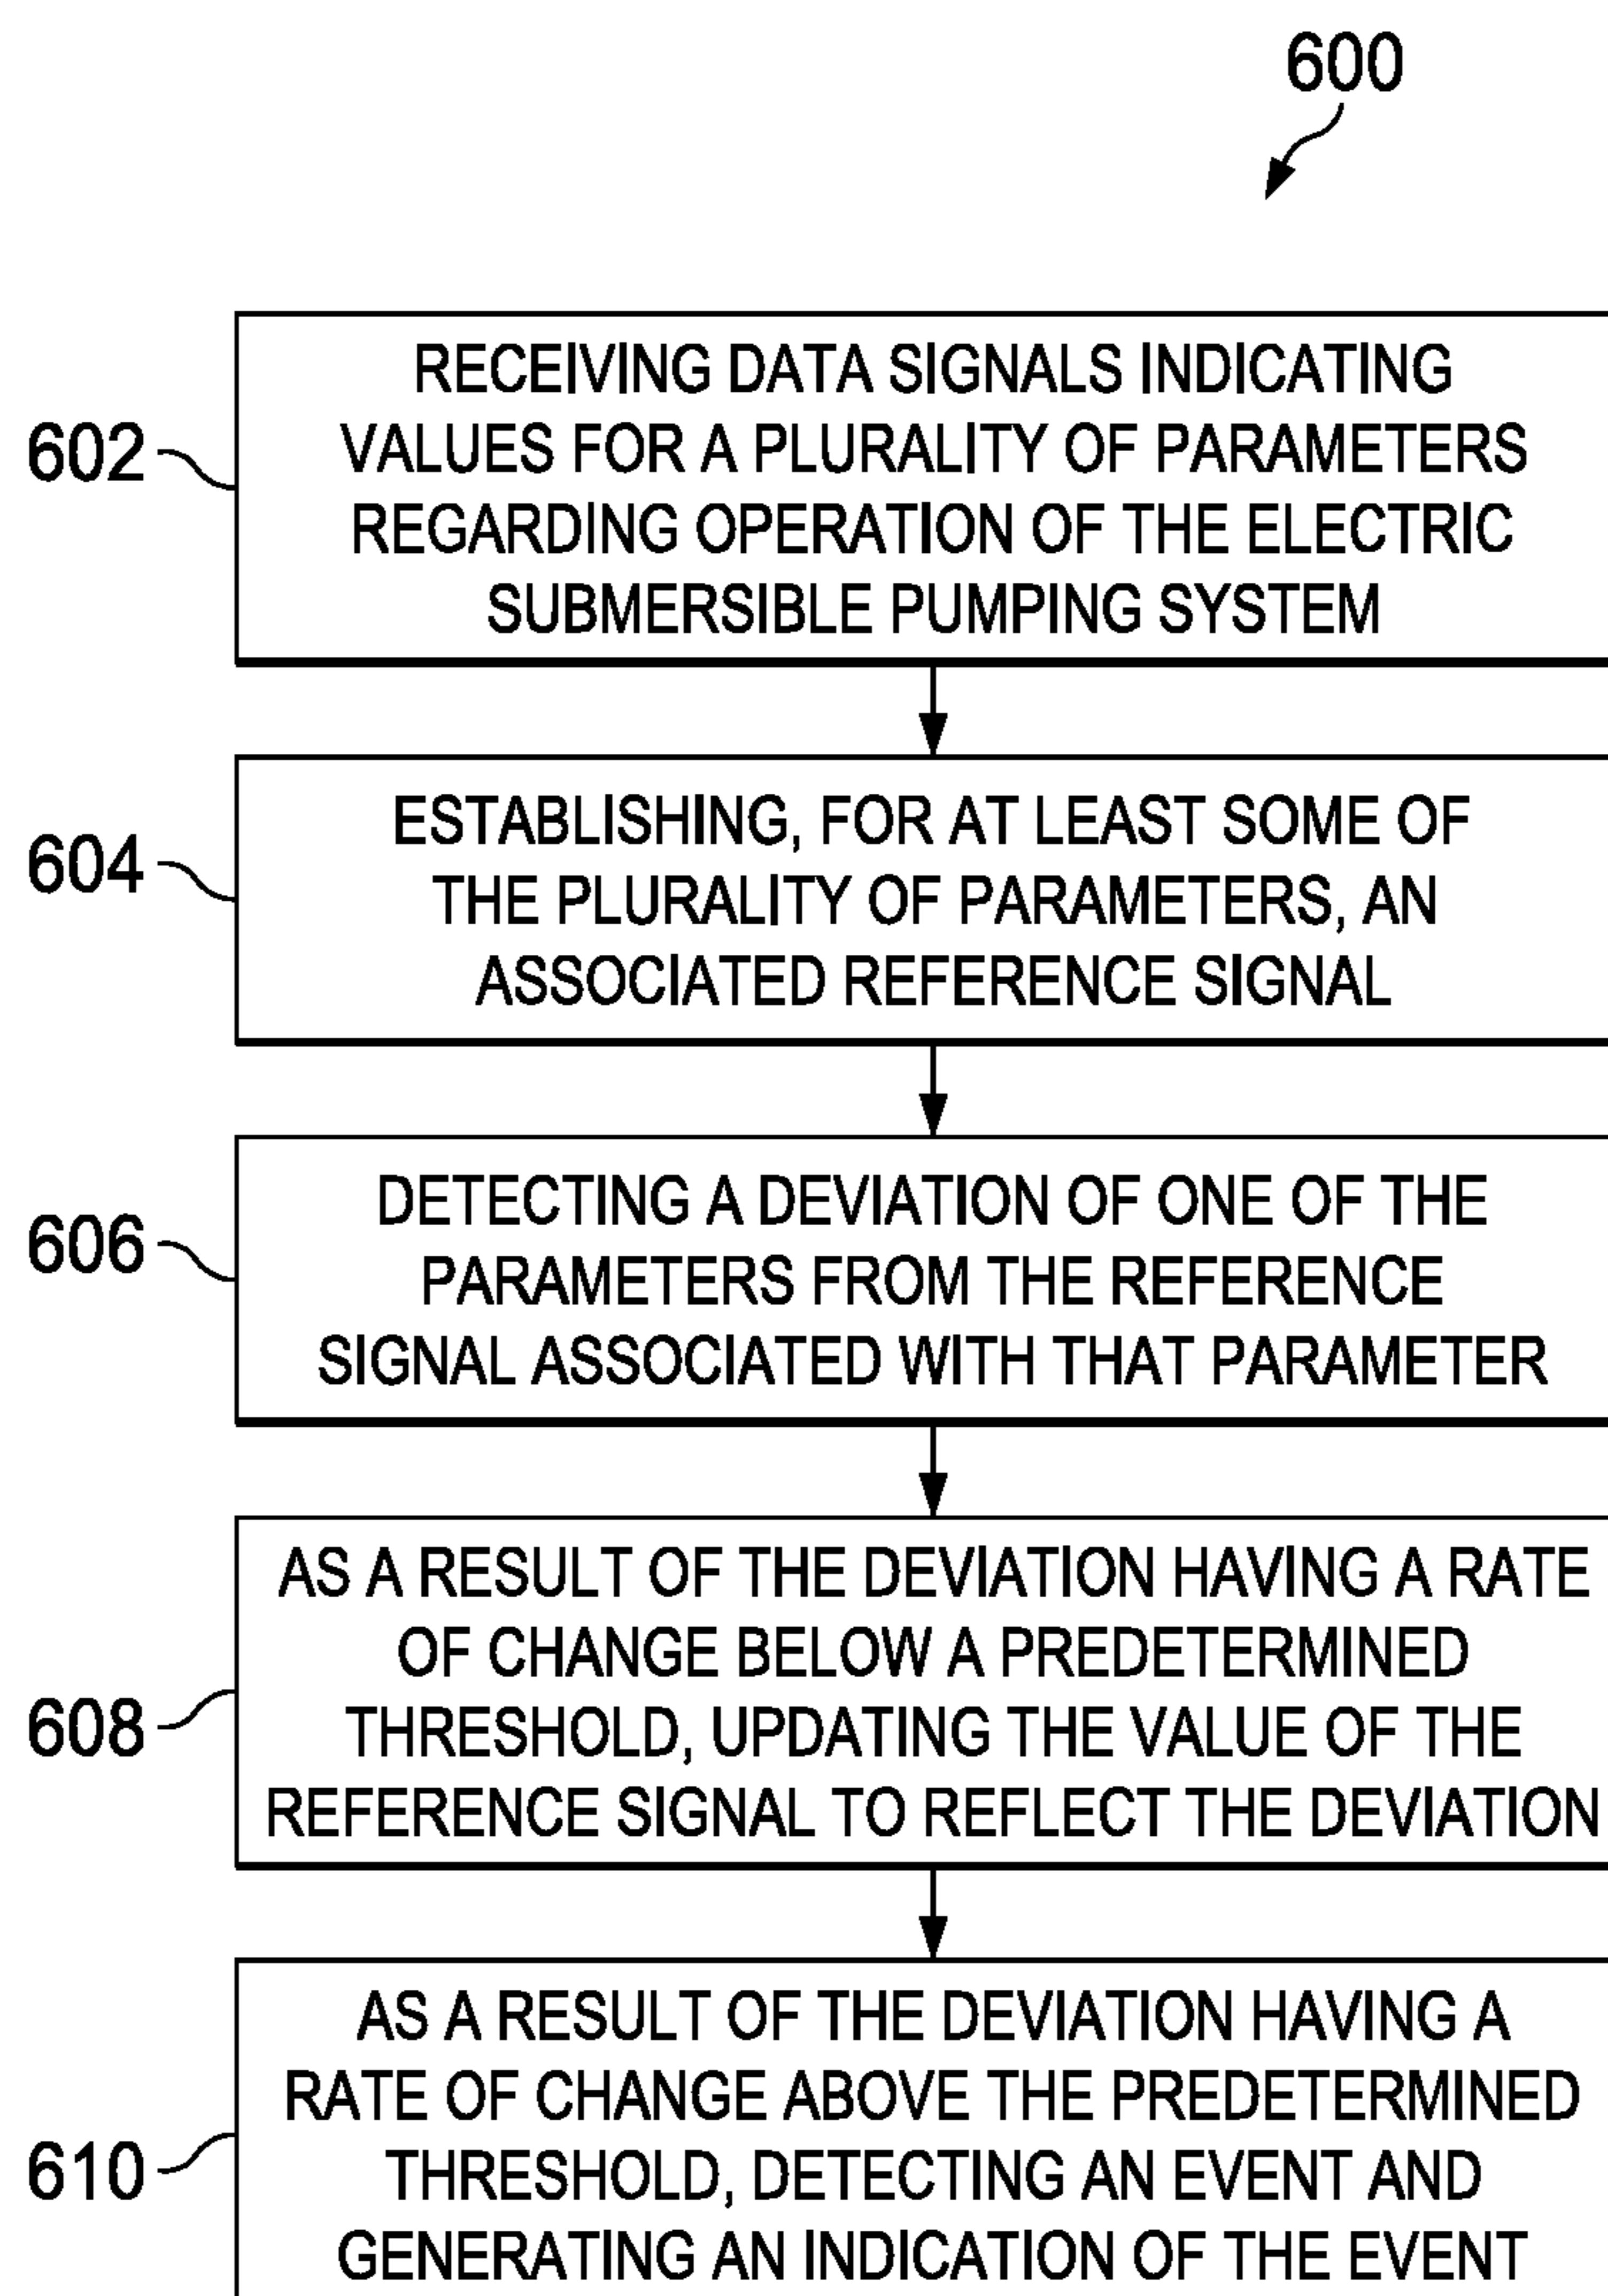 600
602
RECEIVING DATA SIGNALS INDICATING
VALUES FOR A PLURALITY OF PARAMETERS
REGARDING OPERATION OF THE ELECTRIC
SUBMERSIBLE PUMPING SYSTEM
604
ESTABLISHING, FOR AT LEAST SOME OF
THE PLURALITY OF PARAMETERS, AN
ASSOCIATED REFERENCE SIGNAL
606
DETECTING A DEVIATION OF ONE OF THE
PARAMETERS FROM THE REFERENCE
SIGNAL ASSOCIATED WITH THAT PARAMETER
608
AS A RESULT OF THE DEVIATION HAVING A RATE
OF CHANGE BELOW A PREDETERMINED
THRESHOLD, UPDATING THE VALUE OF THE
REFERENCE SIGNAL TO REFLECT THE DEVIATION
610
AS A RESULT OF THE DEVIATION HAVING A
RATE OF CHANGE ABOVE THE PREDETERMINED
THRESHOLD, DETECTING AN EVENT AND
GENERATING AN INDICATION OF THE EVENT